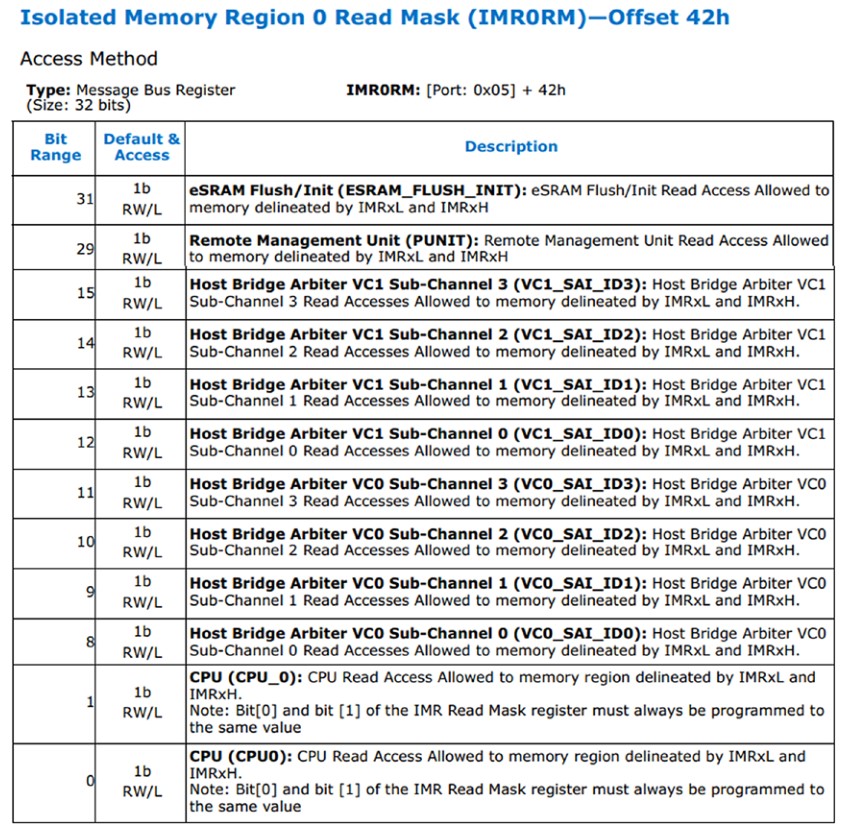 Isolated Memory Region 0 Read Mask (IMR0RM)—Offset 42h
Access Method
Type: Message Bus Register IMR0RM: [Port: 0x05] + 42h
(Size: 32 bits)
Bit Range Default & Access Description
31 1b RW/L eSRAM Flush/Init (ESRAM_FLUSH_INIT): eSRAM Flush/Init Read Access Allowed to
memory delineated by IMRxL and IMRxH
29 1b RW/L Remote Management Unit (PUNIT): Remote Management Unit Read Access Allowed
to memory delineated by IMRxL and IMRxH
15 1b RW/L Host Bridge Arbiter VC1 Sub-Channel 3 (VC1_SAI_ID3): Host Bridge Arbiter VC1
Sub-Channel 3 Read Accesses Allowed to memory delineated by IMRxL and IMRxH.
14 1b RW/L Host Bridge Arbiter VC1 Sub-Channel 2 (VC1_SAI_ID2): Host Bridge Arbiter VC1
Sub-Channel 2 Read Accesses Allowed to memory delineated by IMRxL and IMRxH.
13 1b RW/L Host Bridge Arbiter VC1 Sub-Channel 1 (VC1_SAI_ID1): Host Bridge Arbiter VC1
Sub-Channel 1 Read Accesses Allowed to memory delineated by IMRxL and IMRxH.
12 1b RW/L Host Bridge Arbiter VC1 Sub-Channel 0 (VC1_SAI_ID0): Host Bridge Arbiter VC1
Sub-Channel 0 Read Accesses Allowed to memory delineated by IMRxL and IMRxH.
11 1b RW/L Host Bridge Arbiter VC0 Sub-Channel 3 (VC0_SAI_ID3): Host Bridge Arbiter VC0
Sub-Channel 3 Read Accesses Allowed to memory delineated by IMRxL and IMRxH.
10 1b RW/L Host Bridge Arbiter VC0 Sub-Channel 2 (VC0_SAI_ID2): Host Bridge Arbiter VC0
Sub-Channel 2 Read Accesses Allowed to memory delineated by IMRxL and IMRxH.
9 1b RW/L Host Bridge Arbiter VC0 Sub-Channel 1 (VC0_SAI_ID1): Host Bridge Arbiter VC0
Sub-Channel 1 Read Accesses Allowed to memory delineated by IMRxL and IMRxH.
8 1b RW/L Host Bridge Arbiter VC0 Sub-Channel 0 (VC0_SAI_ID0): Host Bridge Arbiter VC0
Sub-Channel 0 Read Accesses Allowed to memory delineated by IMRxL and IMRxH.
1 1b RW/L CPU (CPU_0): CPU Read Access Allowed to memory region delineated by IMRxL and
IMRxH.
Note: Bit[0] and bit [1] of the IMR Read Mask register must always be programmed to
the same value
0 1b RW/L CPU (CPU0): CPU Read Access Allowed to memory region delineated by IMRxL and
IMRxH.
Note: Bit[0] and bit [1] of the IMR Read Mask register must always be programmed to
the same value